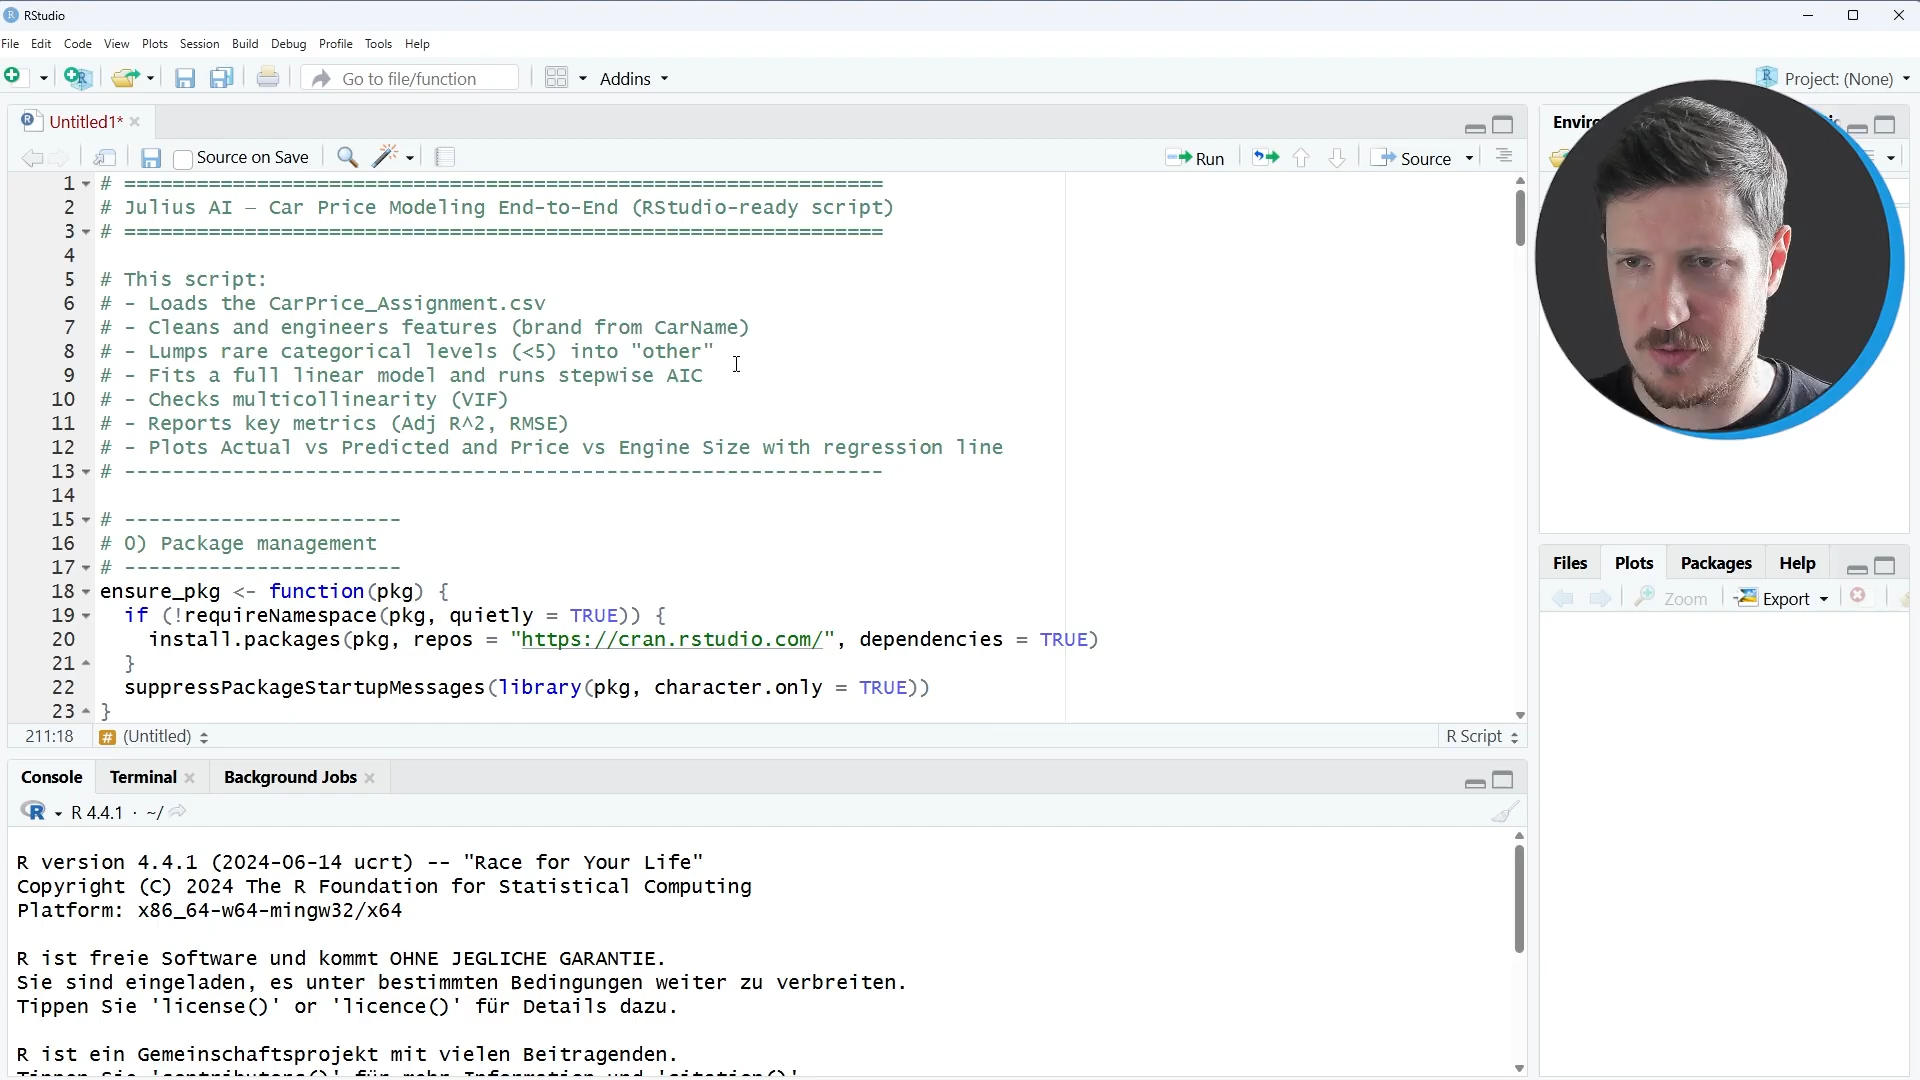 RStudio
File Edit Code View Plots Session Build Debug Profile Tools Help
Go to file/function Addins Project: (None)
Untitled1*
Source on Save Run Source
1 # ===============================================================
2 # Julius AI – Car Price Modeling End-to-End (RStudio-ready script)
3 # ===============================================================
4
5 # This script:
6 # - Loads the CarPrice_Assignment.csv
7 # - Cleans and engineers features (brand from CarName)
8 # - Lumps rare categorical levels (<5) into "other"
9 # - Fits a full linear model and runs stepwise AIC
10 # - Checks multicollinearity (VIF)
11 # - Reports key metrics (Adj R^2, RMSE)
12 # - Plots Actual vs Predicted and Price vs Engine Size with regression line
13 # ---------------------------------------------------------------
14
15 # -----------------------
16 # 0) Package management
17 # -----------------------
18 ensure_pkg <- function(pkg) {
19 if (!requireNamespace(pkg, quietly = TRUE)) {
20 install.packages(pkg, repos = "https://cran.rstudio.com/", dependencies = TRUE)
21 }
22 suppressPackageStartupMessages(library(pkg, character.only = TRUE))
23 }
211:18 # (Untitled) R Script
Console Terminal Background Jobs
R 4.4.1 · ~/
R version 4.4.1 (2024-06-14 ucrt) -- "Race for Your Life"
Copyright (C) 2024 The R Foundation for Statistical Computing
Platform: x86_64-w64-mingw32/x64
R ist freie Software und kommt OHNE JEGLICHE GARANTIE.
Sie sind eingeladen, es unter bestimmten Bedingungen weiter zu verbreiten.
Tippen Sie 'license()' or 'licence()' für Details dazu.
R ist ein Gemeinschaftsprojekt mit vielen Beitragenden.
Tippen Sie 'contributors()' für mehr Information und 'citation()',
Files Plots Packages Help
Zoom Export